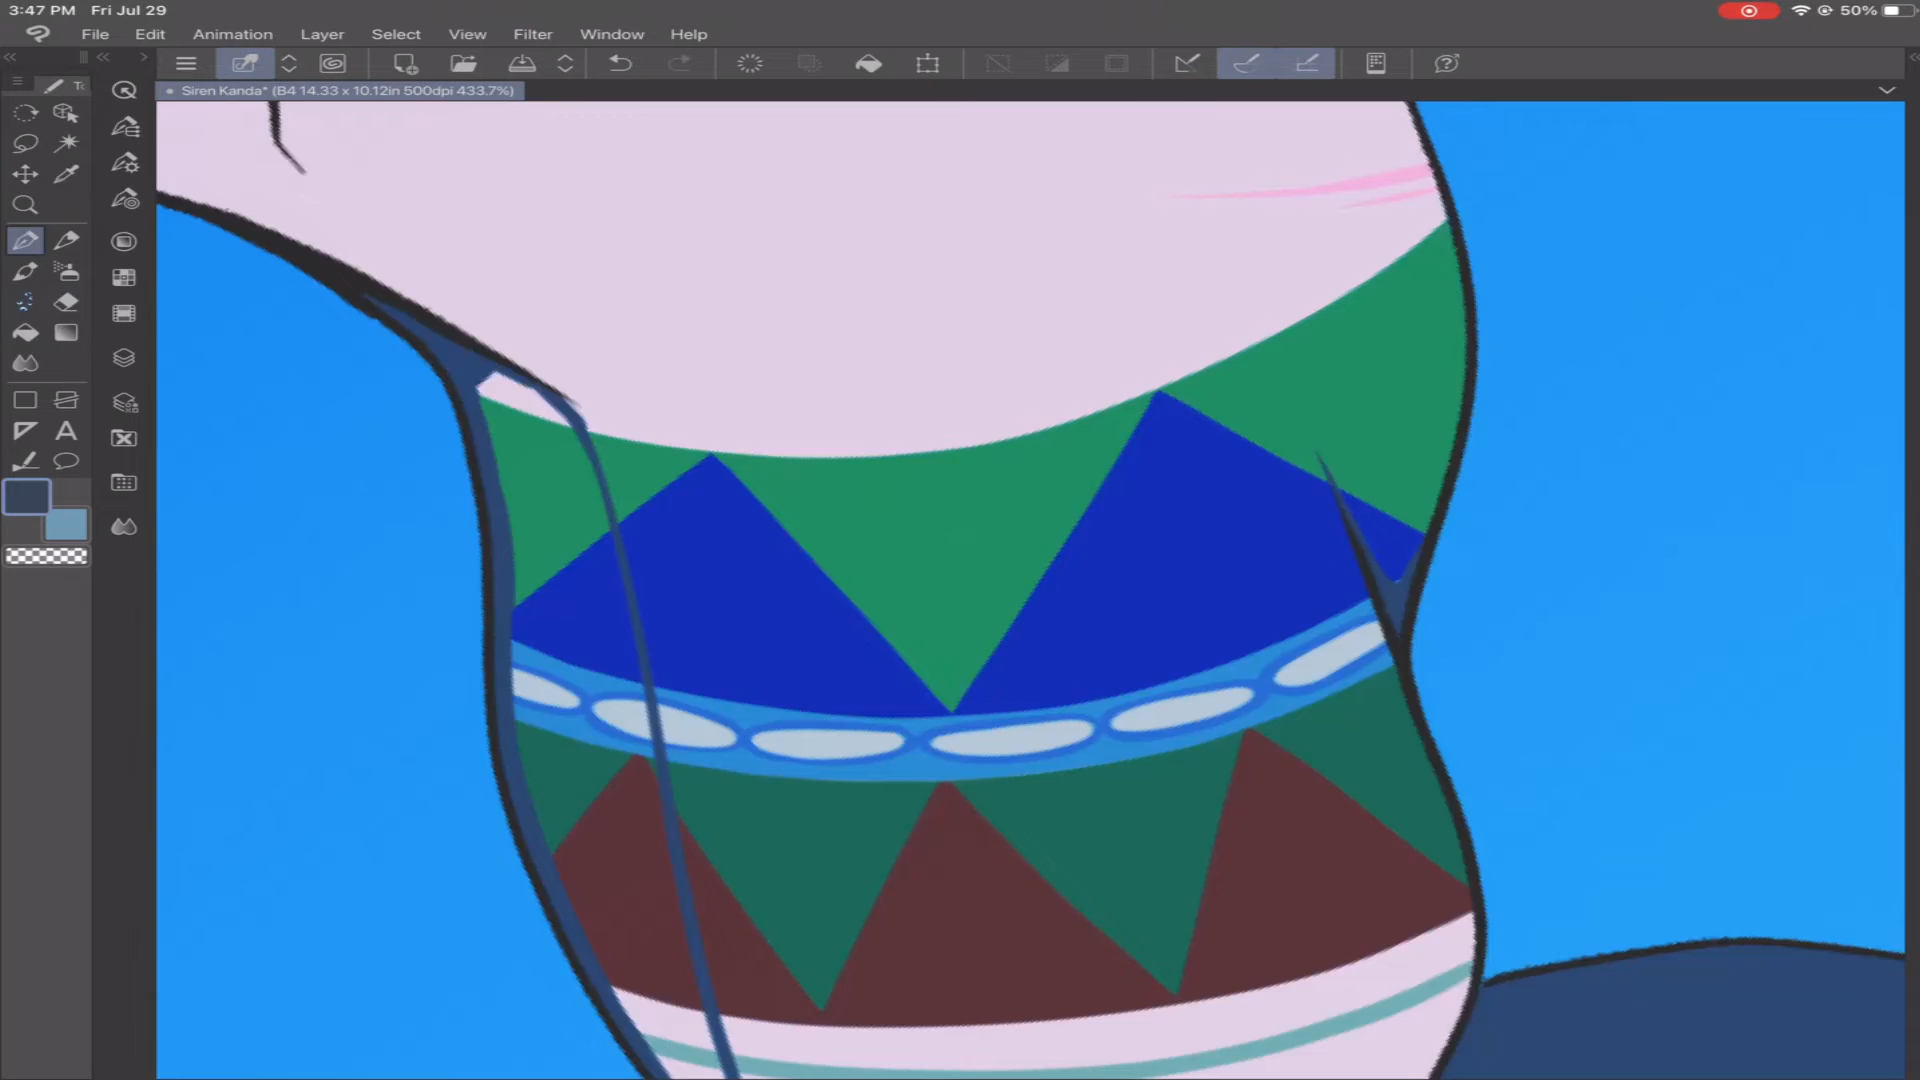 3:47 PM Fri Jul 29
50%
File Edit Animation Layer Select View Filter Window Help
Siren Kanda* (B4 14.33 x 10.12in 500dpi 433.7%)